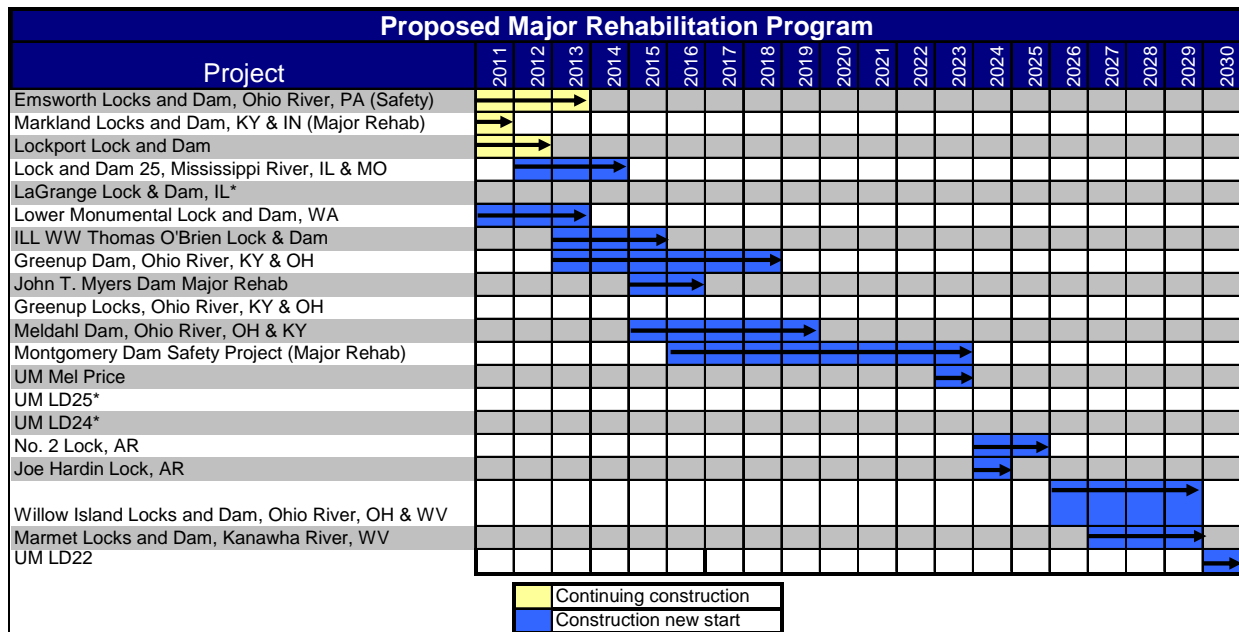 Proposed Major Rehabilitation Program
Project 2011 2012 2013 2014 2015 2016 2017 2018 2019 2020 2021 2022 2023 2024 2025 2026 2027 2028 2029 2030
Emsworth Locks and Dam, Ohio River, PA (Safety)
Markland Locks and Dam, KY & IN (Major Rehab)
Lockport Lock and Dam
Lock and Dam 25, Mississippi River, IL & MO
LaGrange Lock & Dam, IL*
Lower Monumental Lock and Dam, WA
ILL WW Thomas O'Brien Lock & Dam
Greenup Dam, Ohio River, KY & OH
John T. Myers Dam Major Rehab
Greenup Locks, Ohio River, KY & OH
Meldahl Dam, Ohio River, OH & KY
Montgomery Dam Safety Project (Major Rehab)
UM Mel Price
UM LD25*
UM LD24*
No. 2 Lock, AR
Joe Hardin Lock, AR
Willow Island Locks and Dam, Ohio River, OH & WV
Marmet Locks and Dam, Kanawha River, WV
UM LD22
Continuing construction
Construction new start